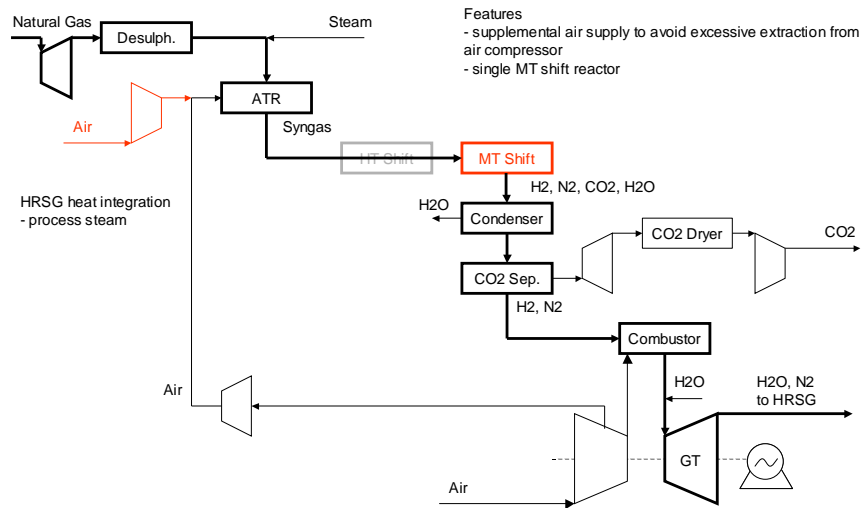 Natural Gas
Desulph.
Steam
Features
- supplemental air supply to avoid excessive extraction from
air compressor
- single MT shift reactor
ATR
Air
Syngas
HT Shift
MT Shift
H2, N2, CO2, H2O
HRSG heat integration
- process steam
H2O
Condenser
CO2 Dryer
CO2
CO2 Sep.
H2, N2
Combustor
Air
H2O
H2O, N2
to HRSG
GT
Air